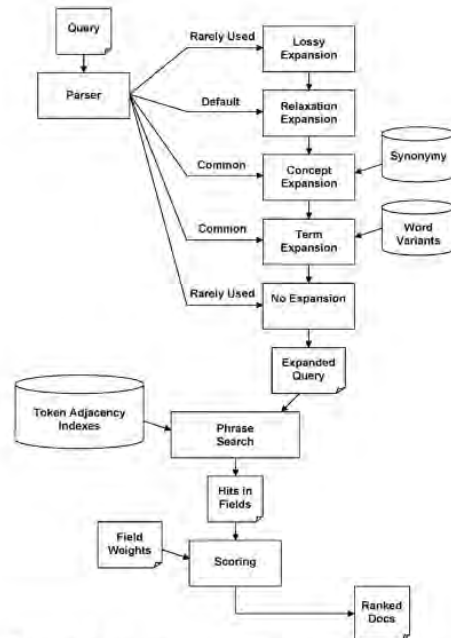 Query
Parser
Rarely Used
Lossy
Expansion
Default
Relaxation
Expansion
Common
Concept
Expansion
Synonymy
Common
Term
Expansion
Word
Variants
Rarely Used
No Expansion
Expanded
Query
Token Adjacency
Indexes
Phrase
Search
Hits in
Fields
Field
Weights
Scoring
Ranked
Docs